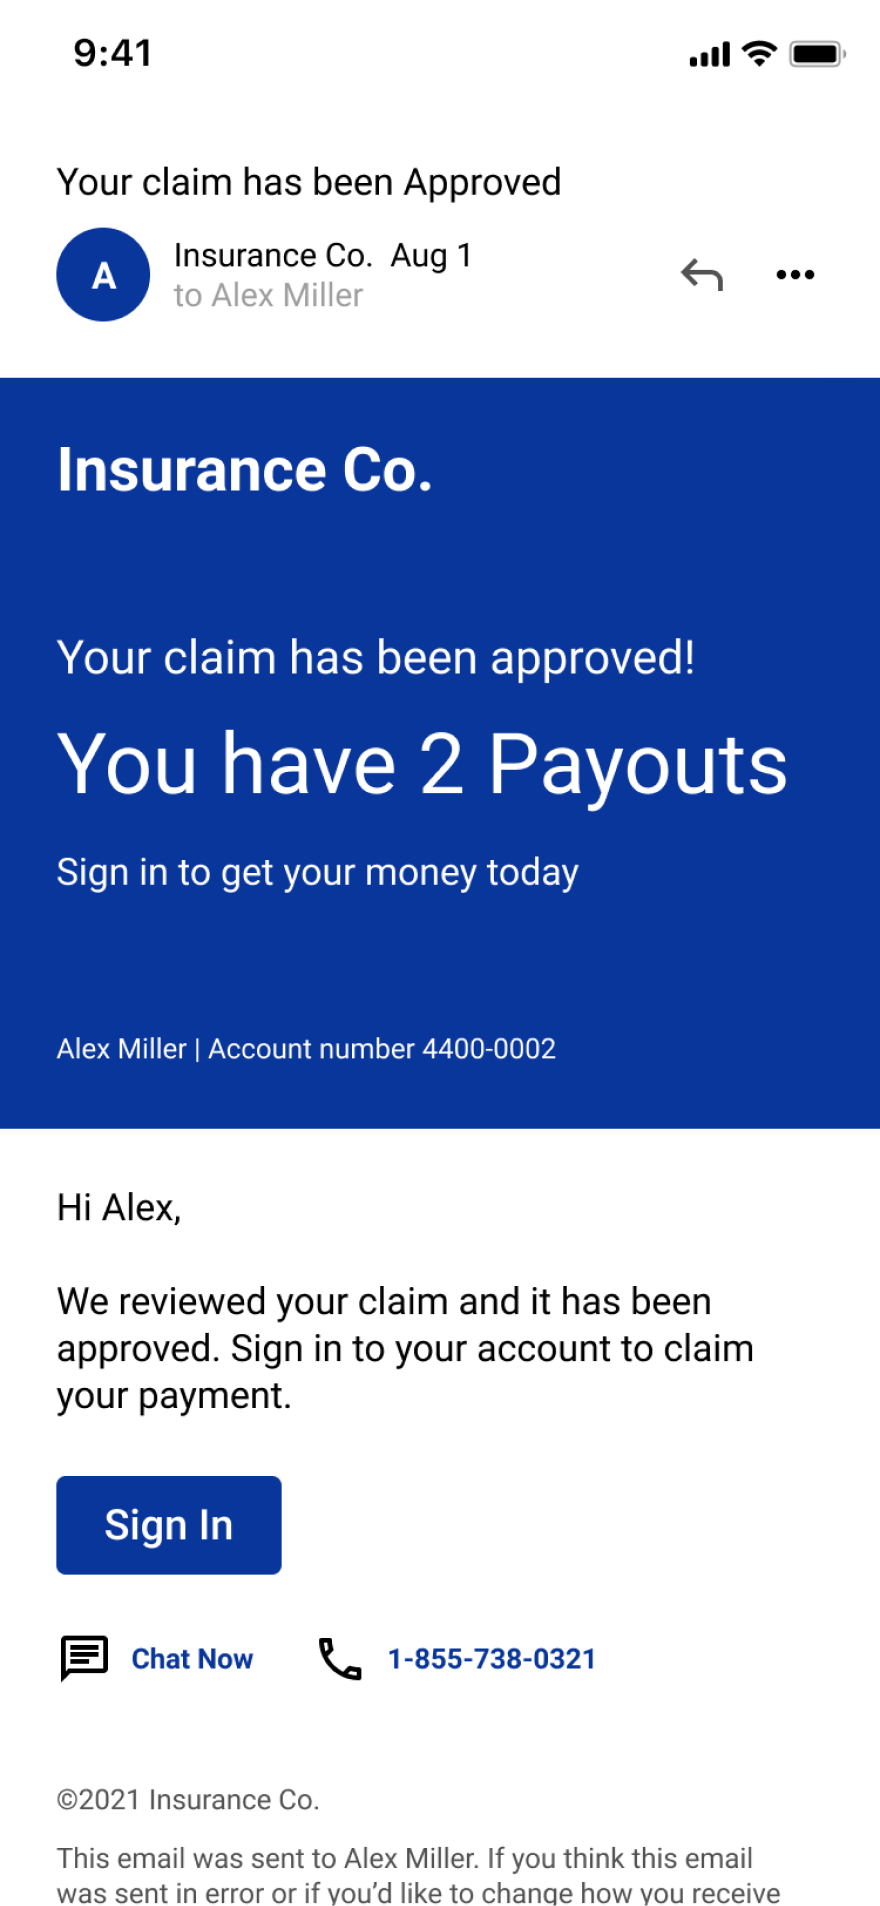 9:41
Your claim has been Approved
A
Insurance Co. Aug 1
to Alex Miller
Insurance Co.
Your claim has been approved!
You have 2 Payouts
Sign in to get your money today
Alex Miller | Account number 4400-0002
Hi Alex,
We reviewed your claim and it has been
approved. Sign in to your account to claim
your payment.
Sign In
Chat Now
1-855-738-0321
©2021 Insurance Co.
This email was sent to Alex Miller. If you think this email
was sent in error or if you’d like to change how you receive